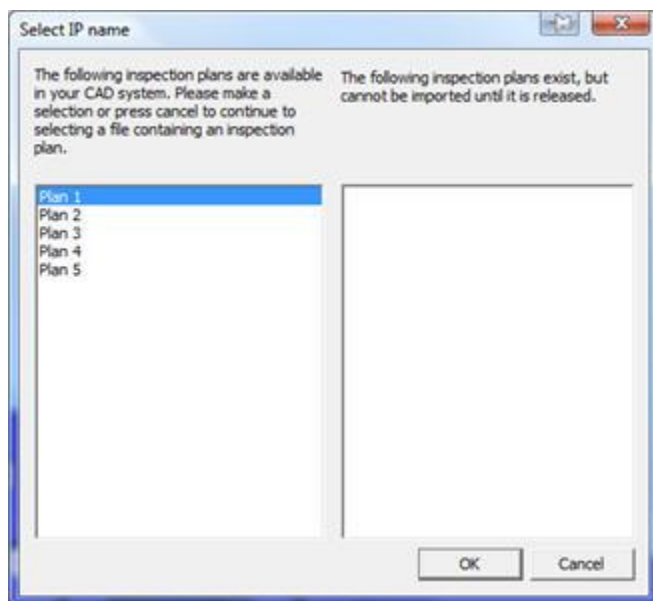 Select IP name
The following inspection plans are available
in your CAD system. Please make a
selection or press cancel to continue to
selecting a file containing an inspection
plan.
The following inspection plans exist, but
cannot be imported until it is released.
Plan 1
Plan 2
Plan 3
Plan 4
Plan 5
OK
Cancel